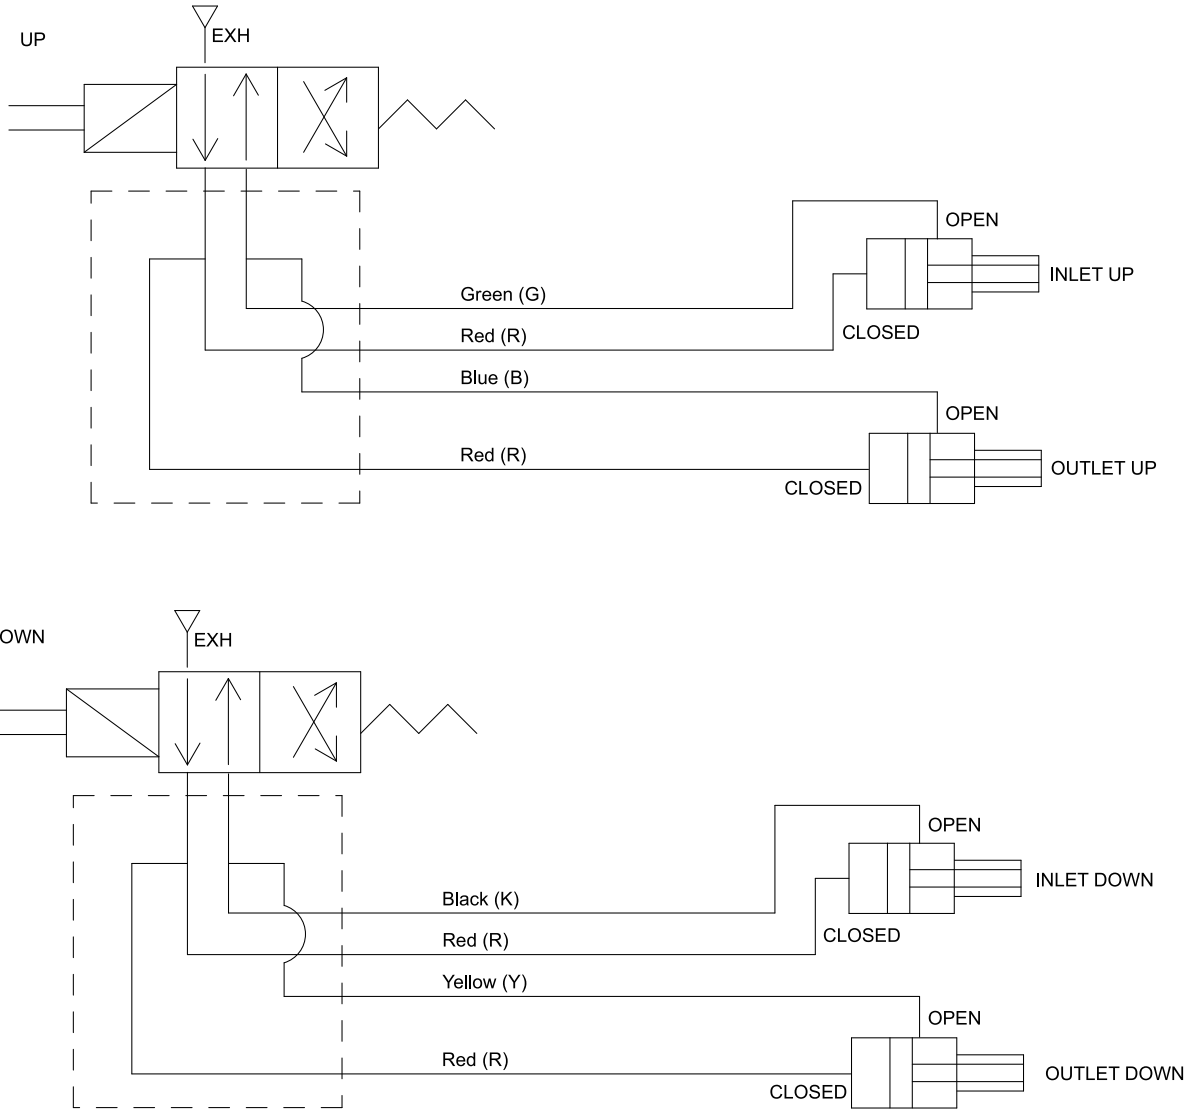 UP
EXH
OPEN
INLET UP
Green (G)
CLOSED
Red (R)
Blue (B)
OPEN
Red (R)
OUTLET UP
CLOSED
OWN
EXH
OPEN
INLET DOWN
Black (K)
CLOSED
Red (R)
Yellow (Y)
OPEN
Red (R)
OUTLET DOWN
CLOSED